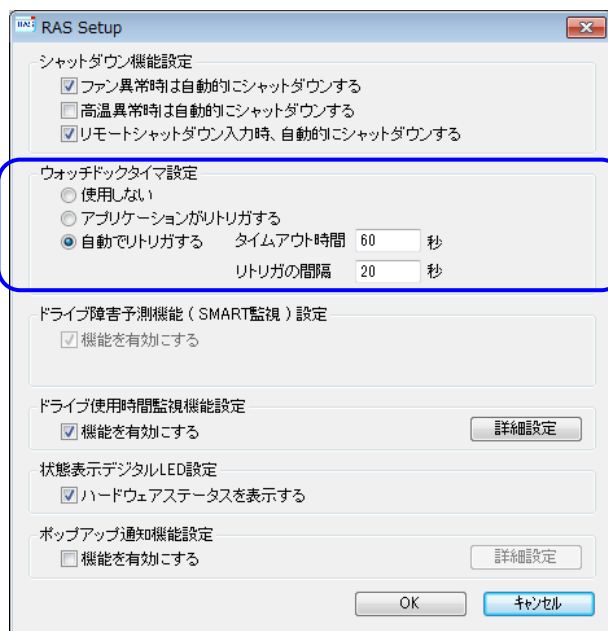 RAS Setup
シャットダウン機能設定
ファン異常時は自動的にシャットダウンする
高温異常時は自動的にシャットダウンする
リモートシャットダウン入力時、自動的にシャットダウンする
ウォッチドックタイマ設定
使用しない
アプリケーションがリトリガする
自動でリトリガする タイムアウト時間 60 秒
リトリガの間隔 20 秒
ドライブ障害予測機能（SMART監視）設定
機能を有効にする
ドライブ使用時間監視機能設定
機能を有効にする 詳細設定
状態表示デジタルLED設定
ハードウェアステータスを表示する
ポップアップ通知機能設定
機能を有効にする 詳細設定
OK キャンセル